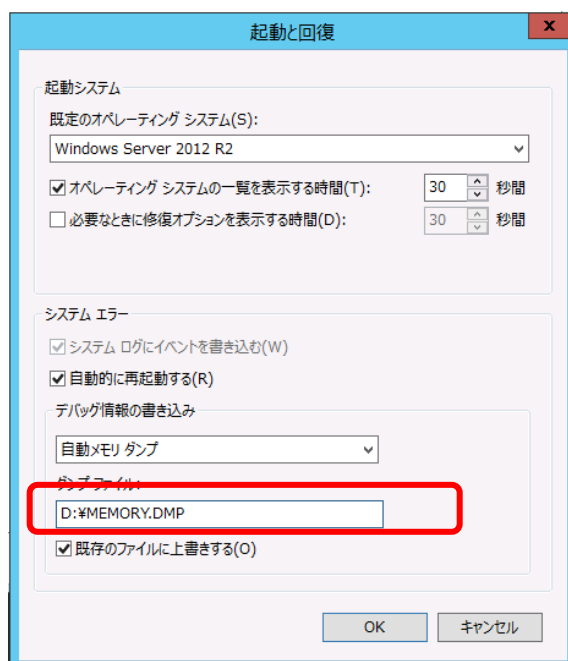 起動と回復
x
起動システム
既定のオペレーティング システム(S):
Windows Server 2012 R2
オペレーティング システムの一覧を表示する時間(T): 30 秒間
必要なときに修復オプションを表示する時間(D): 30 秒間
システム エラー
システム ログにイベントを書き込む(W)
自動的に再起動する(R)
デバッグ情報の書き込み
自動メモリ ダンプ
ダンプ ファイル:
D:¥MEMORY.DMP
既存のファイルに上書きする(O)
OK キャンセル